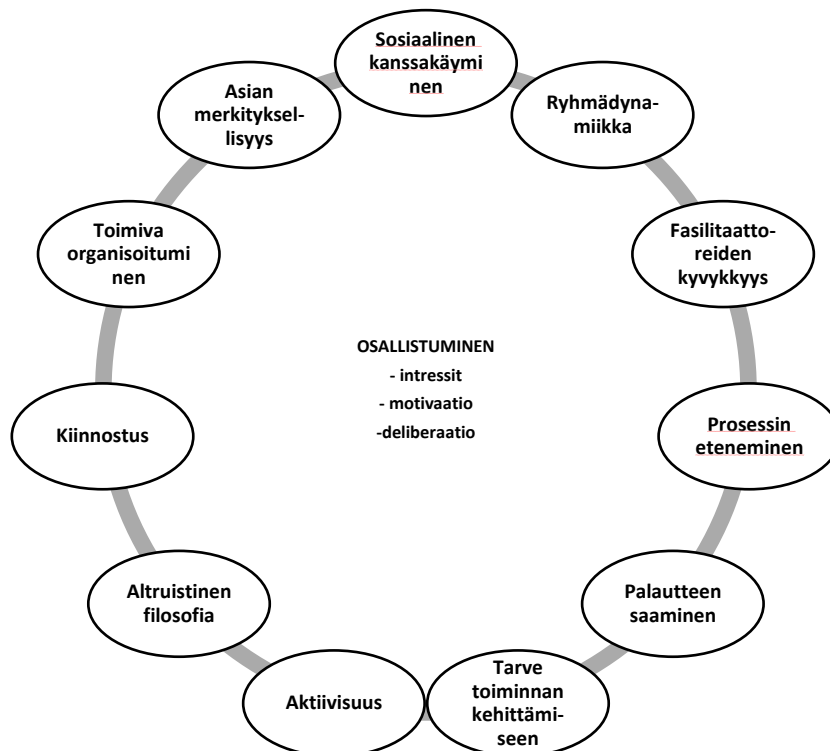 Sosiaalinen
kanssakäymi
nen
Ryhmädyna-
miikka
Fasilitaatto-
reiden
kyvykkyys
Prosessin
eteneminen
Palautteen
saaminen
Tarve
toiminnan
kehittämi-
seen
Aktiivisuus
Altruistinen
filosofia
Kiinnostus
Toimiva
organisoitumi
nen
Asian
merkityksel-
lisyys
OSALLISTUMINEN
- intressit
- motivaatio
-deliberaatio